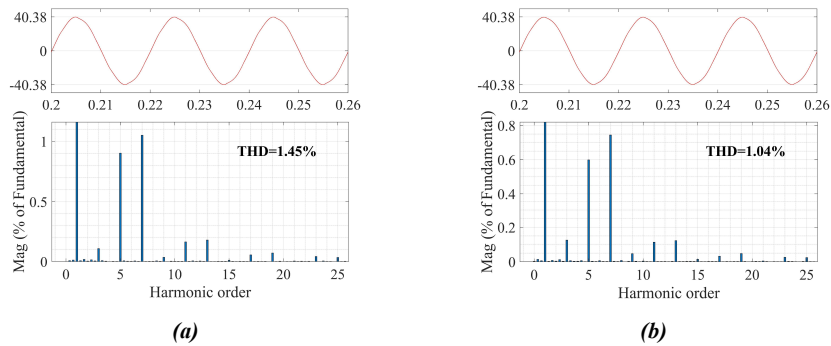 40.38
0
-40.38
0.2 0.21 0.22 0.23 0.24 0.25 0.26
Mag (% of Fundamental)
1
0.5
0
THD=1.45%
0 5 10 15 20 25
Harmonic order
(a)
40.38
0
-40.38
0.2 0.21 0.22 0.23 0.24 0.25 0.26
Mag (% of Fundamental)
0.8
0.6
0.4
0.2
0
THD=1.04%
0 5 10 15 20 25
Harmonic order
(b)